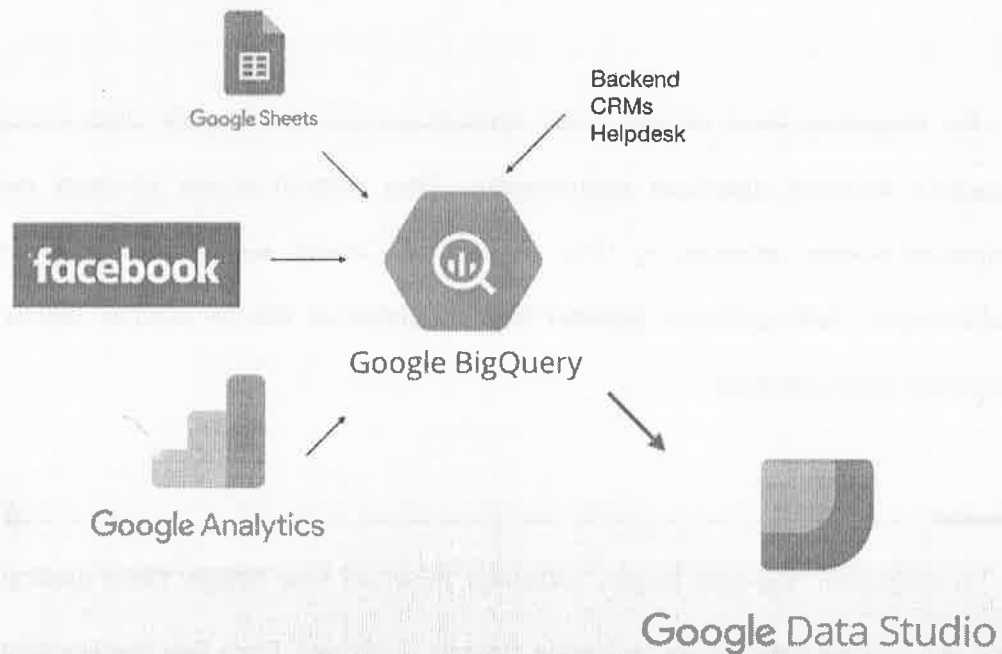 Google Sheets
Backend
CRMs
Helpdesk
facebook
Google BigQuery
Google Analytics
Google Data Studio